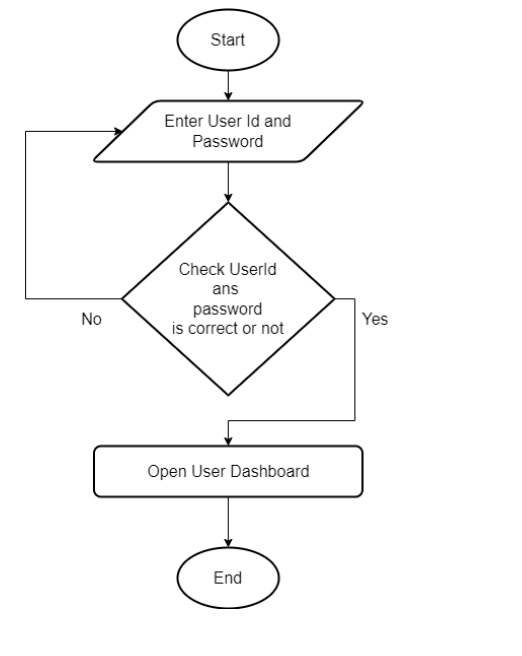 Start
Enter User Id and
Password
Check UserId
ans
password
is correct or not
No
Yes
Open User Dashboard
End